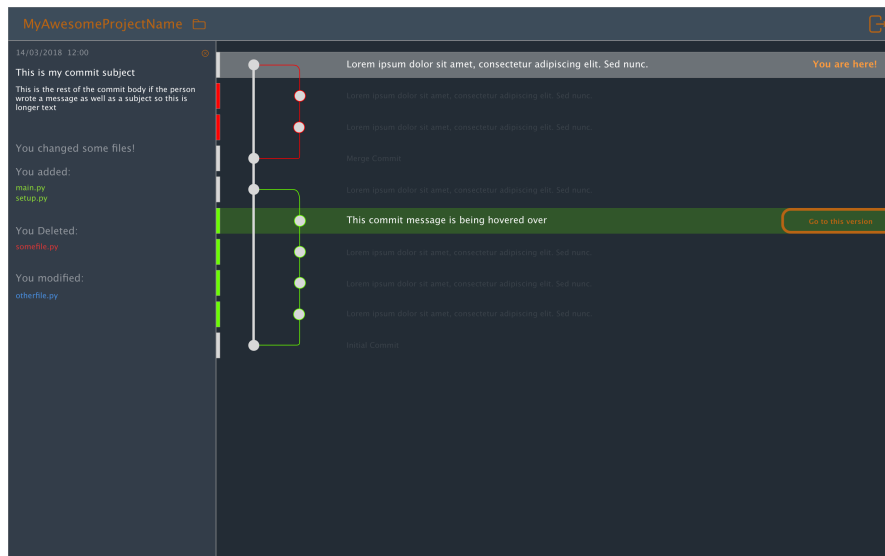 MyAwesomeProjectName
14/03/2018 12:00
This is my commit subject
This is the rest of the commit body if the person
wrote a message as well as a subject so this is
longer text
You changed some files!
You added:
main.py
setup.py
You Deleted:
somefile.py
You modified:
otherfile.py
Lorem ipsum dolor sit amet, consectetur adipiscing elit. Sed nunc. You are here!
Lorem ipsum dolor sit amet, consectetur adipiscing elit. Sed nunc.
Lorem ipsum dolor sit amet, consectetur adipiscing elit. Sed nunc.
Merge Commit
Lorem ipsum dolor sit amet, consectetur adipiscing elit. Sed nunc.
This commit message is being hovered over Go to this version
Lorem ipsum dolor sit amet, consectetur adipiscing elit. Sed nunc.
Lorem ipsum dolor sit amet, consectetur adipiscing elit. Sed nunc.
Lorem ipsum dolor sit amet, consectetur adipiscing elit. Sed nunc.
Initial Commit